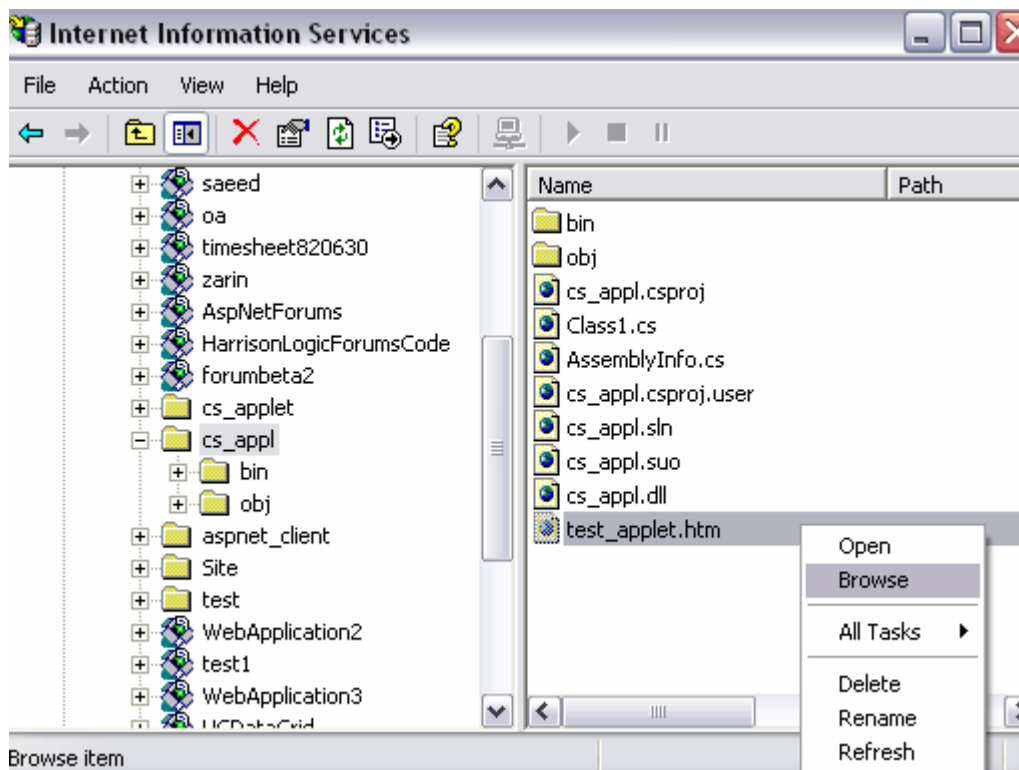 Internet Information Services
File Action View Help
saeed
oa
timesheet820630
zarin
AspNetForums
HarrisonLogicForumsCode
forumbeta2
cs_applet
cs_appl
bin
obj
aspnet_client
Site
test
WebApplication2
test1
WebApplication3
UCDataGrid
Name Path
bin
obj
cs_appl.csproj
Class1.cs
AssemblyInfo.cs
cs_appl.csproj.user
cs_appl.sln
cs_appl.suo
cs_appl.dll
test_applet.htm
Open
Browse
All Tasks
Delete
Rename
Refresh
Browse item